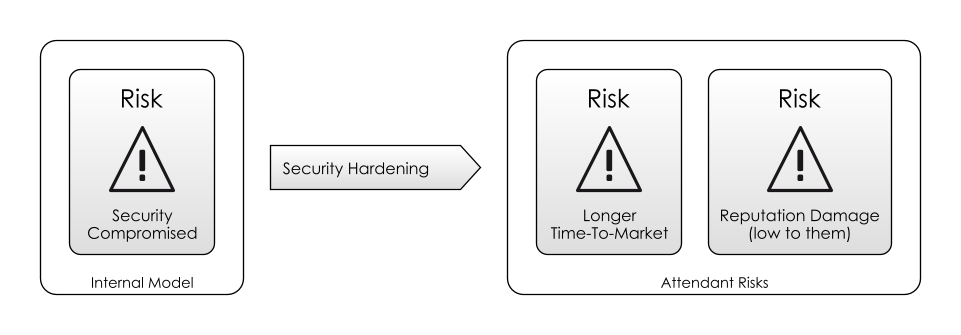 Risk
Security
Compromised
Internal Model
Security Hardening
Risk
Longer
Time-To-Market
Risk
Reputation Damage
(low to them)
Attendant Risks